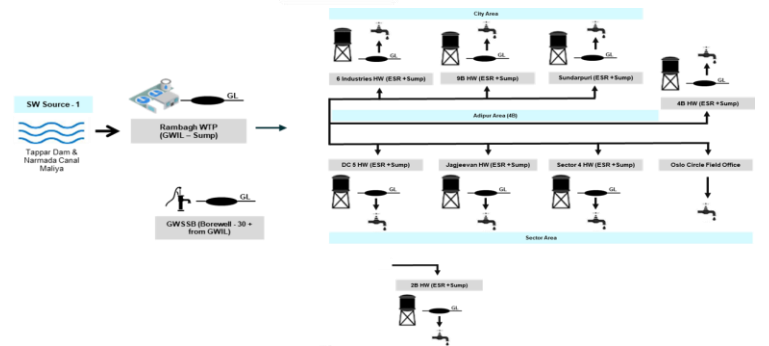 City Area
GL
GL
GL
6 Industries HW (ESR +Sump)
9B HW (ESR +Sump)
Sundarpuri (ESR +Sump)
GL
4B HW (ESR +Sump)
SW Source - 1
Tappar Dam &
Narmada Canal
Maliya
GL
Rambagh WTP
(GWIL – Sump)
GL
GWSSB (Borewell - 30 +
from GWIL)
Adipur Area (4B)
DC 5 HW (ESR +Sump)
Jagjeevan HW (ESR +Sump)
Sector 4 HW (ESR +Sump)
Oslo Circle Field Office
GL
GL
GL
Sector Area
2B HW (ESR +Sump)
GL